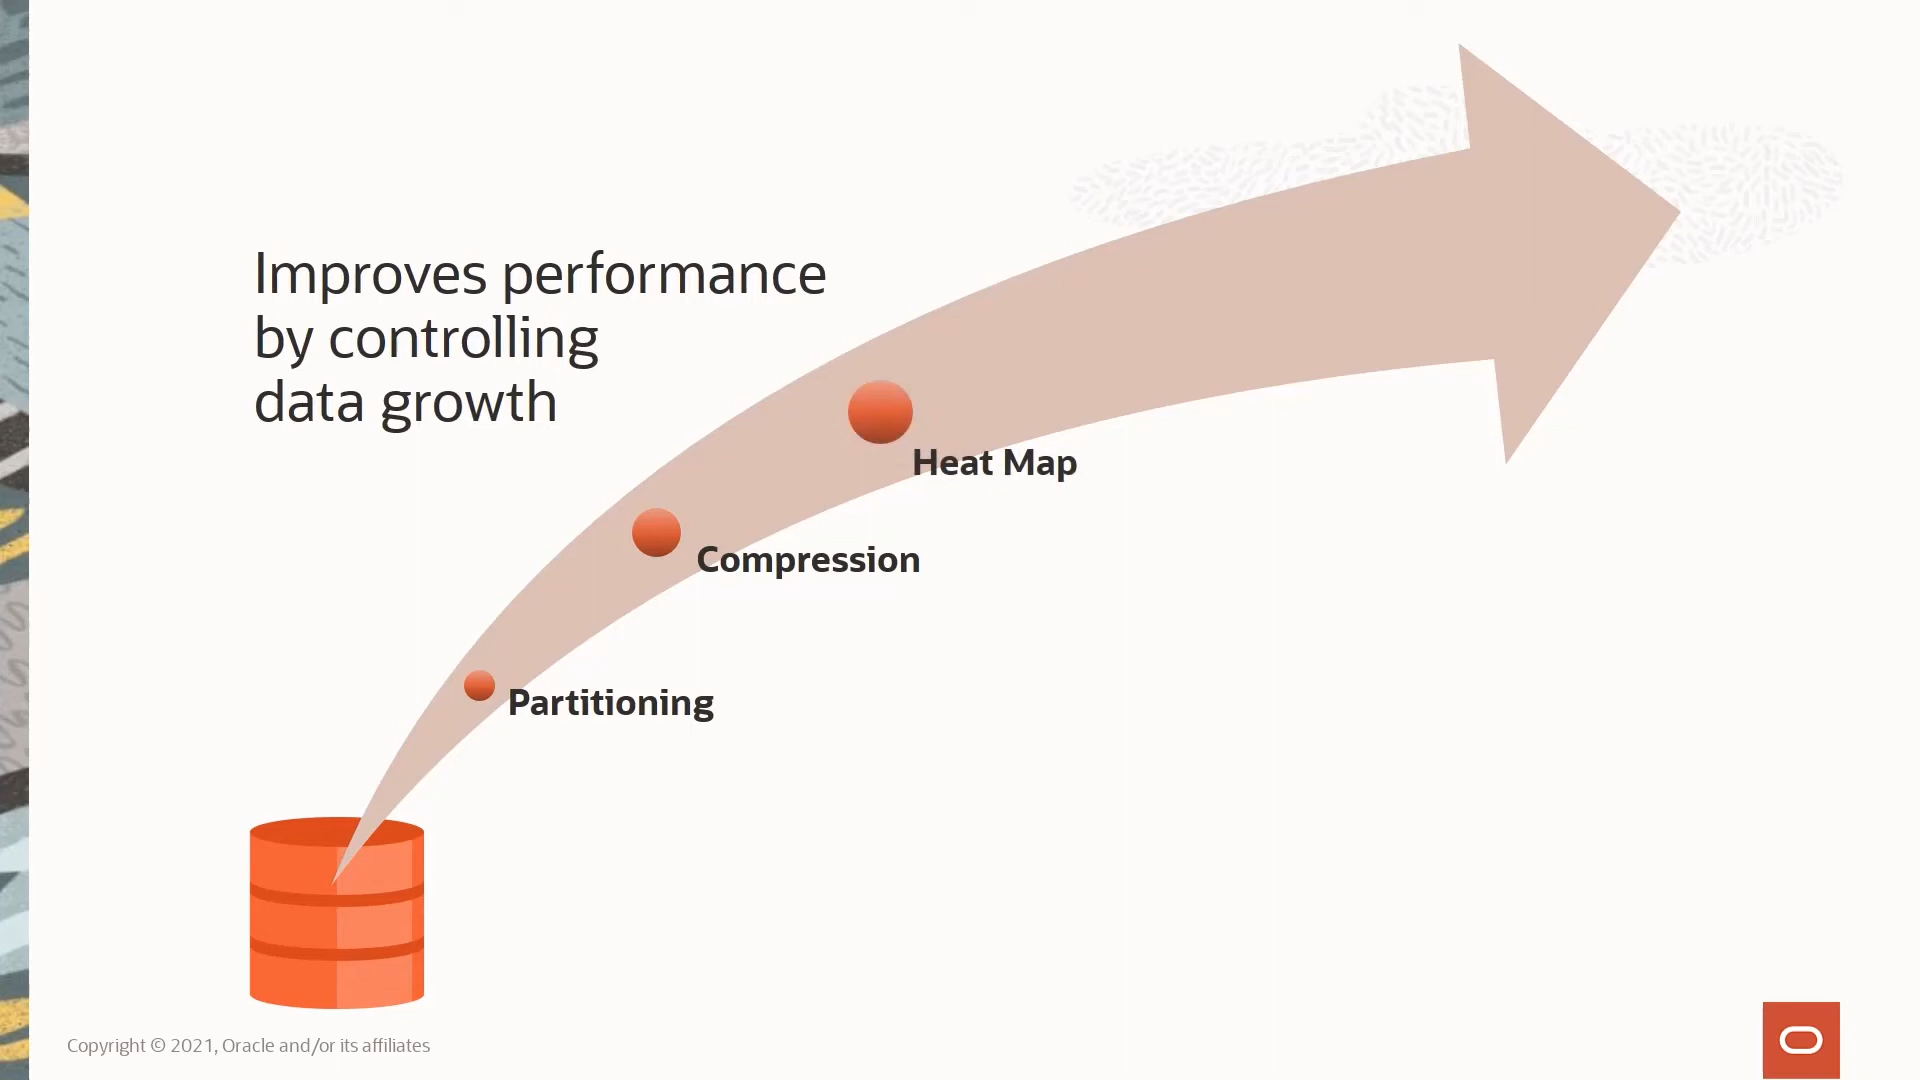 Improves performance
by controlling
data growth
Heat Map
Compression
Partitioning
Copyright © 2021, Oracle and/or its affiliates